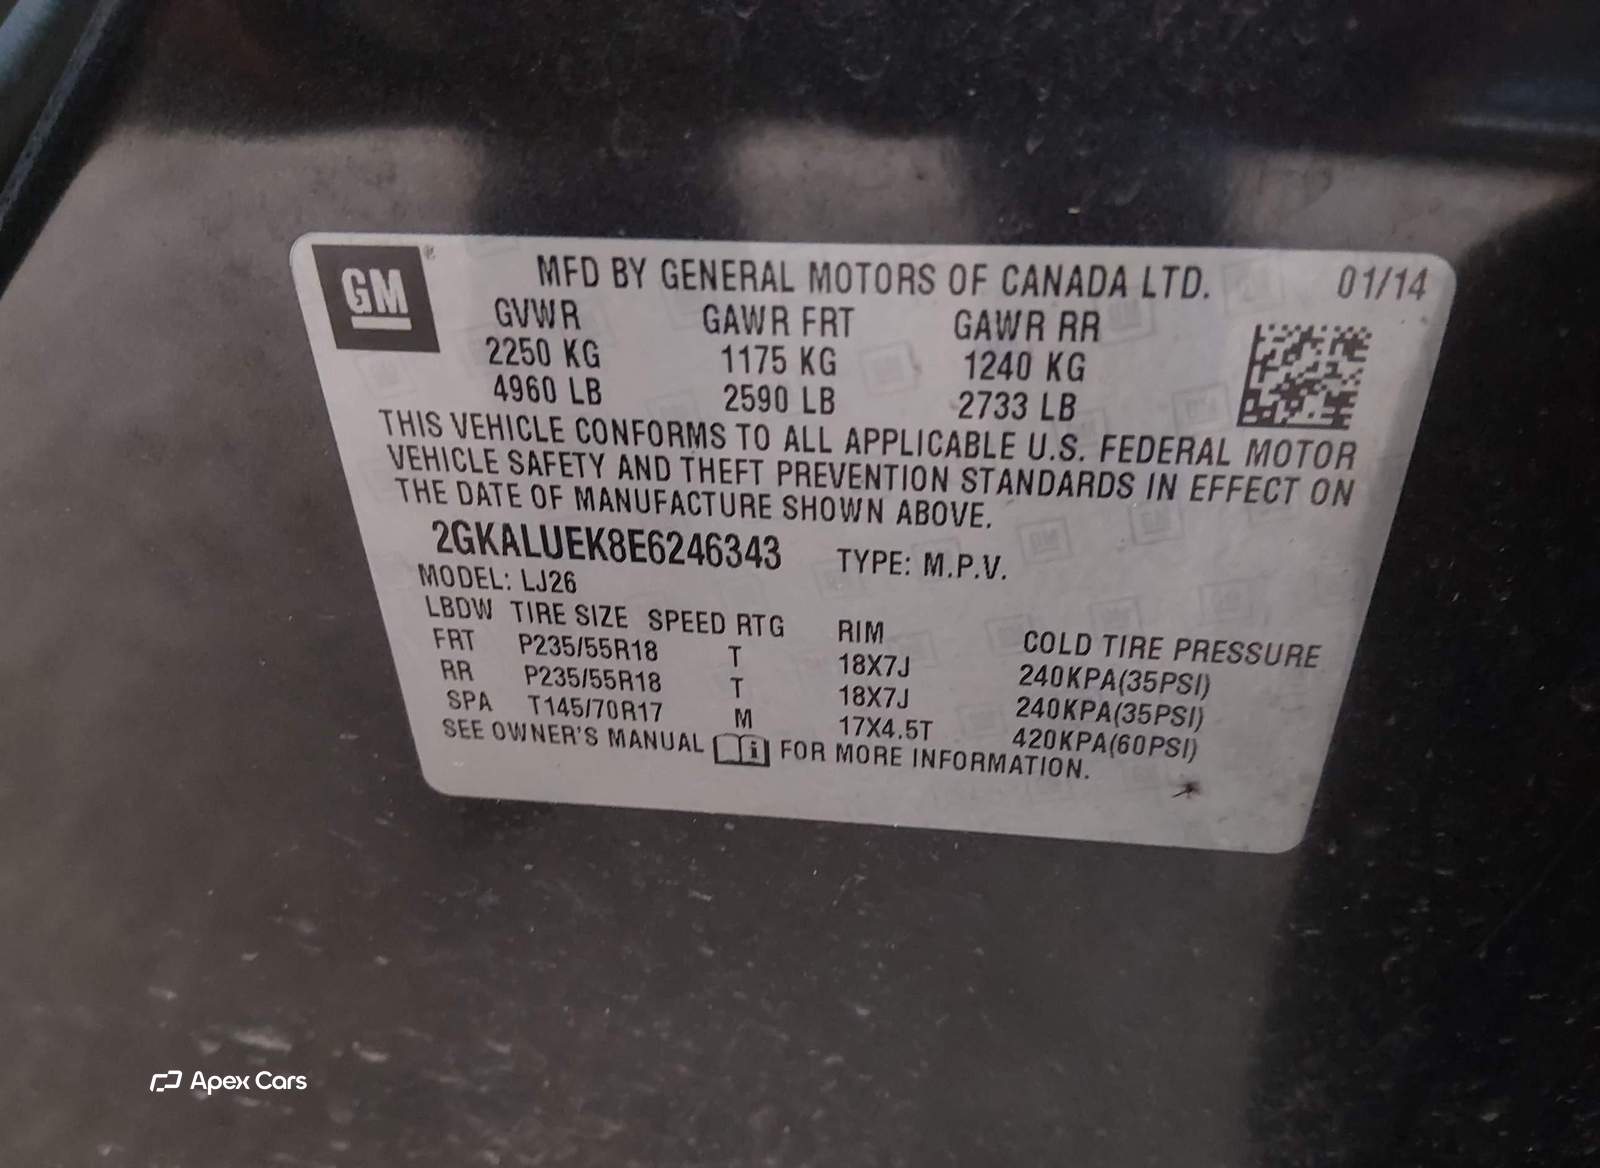 GM®
MFD BY GENERAL MOTORS OF CANADA LTD. 01/14
GVWR GAWR FRT GAWR RR
2250 KG 1175 KG 1240 KG
4960 LB 2590 LB 2733 LB
THIS VEHICLE CONFORMS TO ALL APPLICABLE U.S. FEDERAL MOTOR
VEHICLE SAFETY AND THEFT PREVENTION STANDARDS IN EFFECT ON
THE DATE OF MANUFACTURE SHOWN ABOVE.
2GKALUEK8E6246343 TYPE: M.P.V.
MODEL: LJ26
LBDW TIRE SIZE SPEED RTG RIM COLD TIRE PRESSURE
FRT P235/55R18 T 18X7J 240KPA(35PSI)
RR P235/55R18 T 18X7J 240KPA(35PSI)
SPA T145/70R17 M 17X4.5T 420KPA(60PSI)
SEE OWNER'S MANUAL i FOR MORE INFORMATION.
Apex Cars